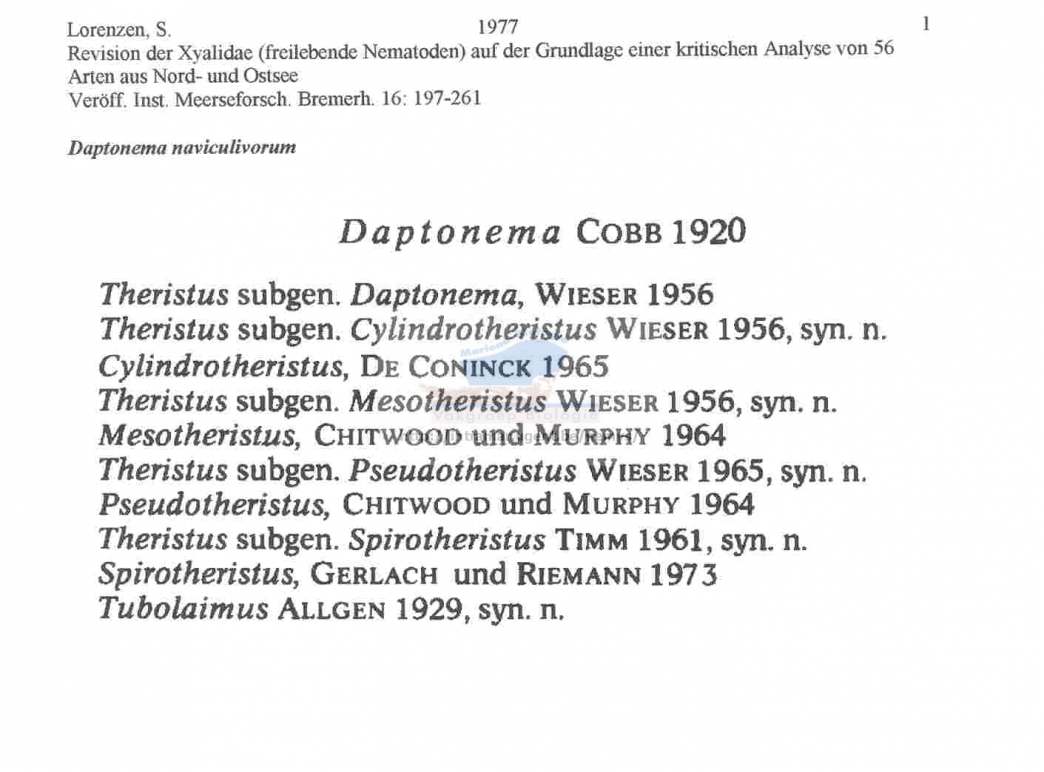 Lorenzen, S. 1977 1
Revision der Xyalidae (freilebende Nematoden) auf der Grundlage einer kritischen Analyse von 56
Arten aus Nord- und Ostsee
Veröff. Inst. Meerseforsch. Bremerh. 16: 197-261
Daptonema naviculivorum
Daptonema COBB 1920
Theristus subgen. Daptonema, WIESER 1956
Theristus subgen. Cylindrotheristus WIESER 1956, syn. n.
Cylindrotheristus, DE CONINCK 1965
Theristus subgen. Mesotheristus WIESER 1956, syn. n.
Mesotheristus, CHITWOOD und MURPHY 1964
Theristus subgen. Pseudotheristus WIESER 1965, syn. n.
Pseudotheristus, CHITWOOD und MURPHY 1964
Theristus subgen. Spirotheristus TIMM 1961, syn. n.
Spirotheristus, GERLACH und RIEMANN 1973
Tubolaimus ALLGEN 1929, syn. n.
Vakgroep Biologie